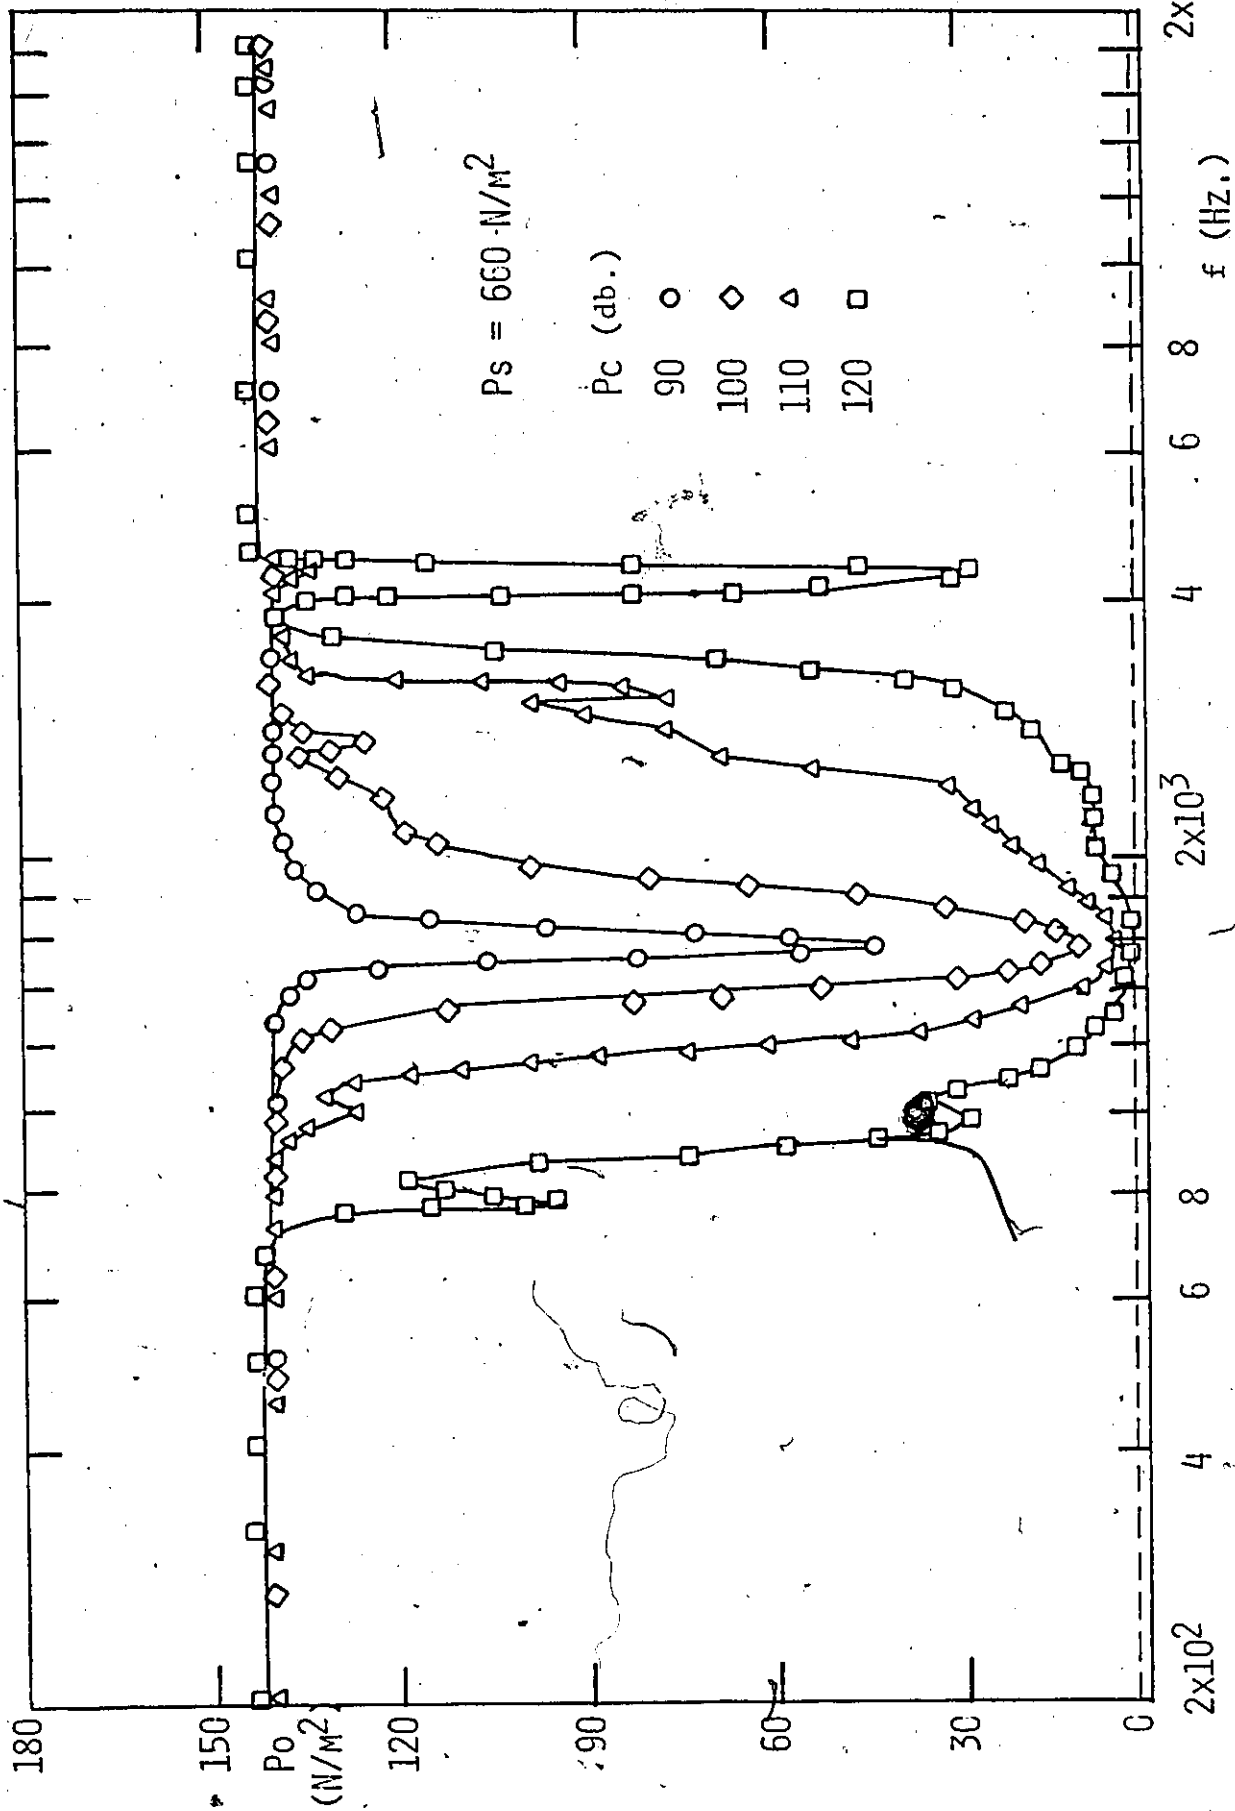 180
150
Po
(N/M²)
120
90
60
30
0
Ps = 660 N/M²
Pc (db.)
90 ○
100 ◇
110 △
120 □
2x10²
4
6
8
2x10³
4
6
8
2x
f (Hz.)